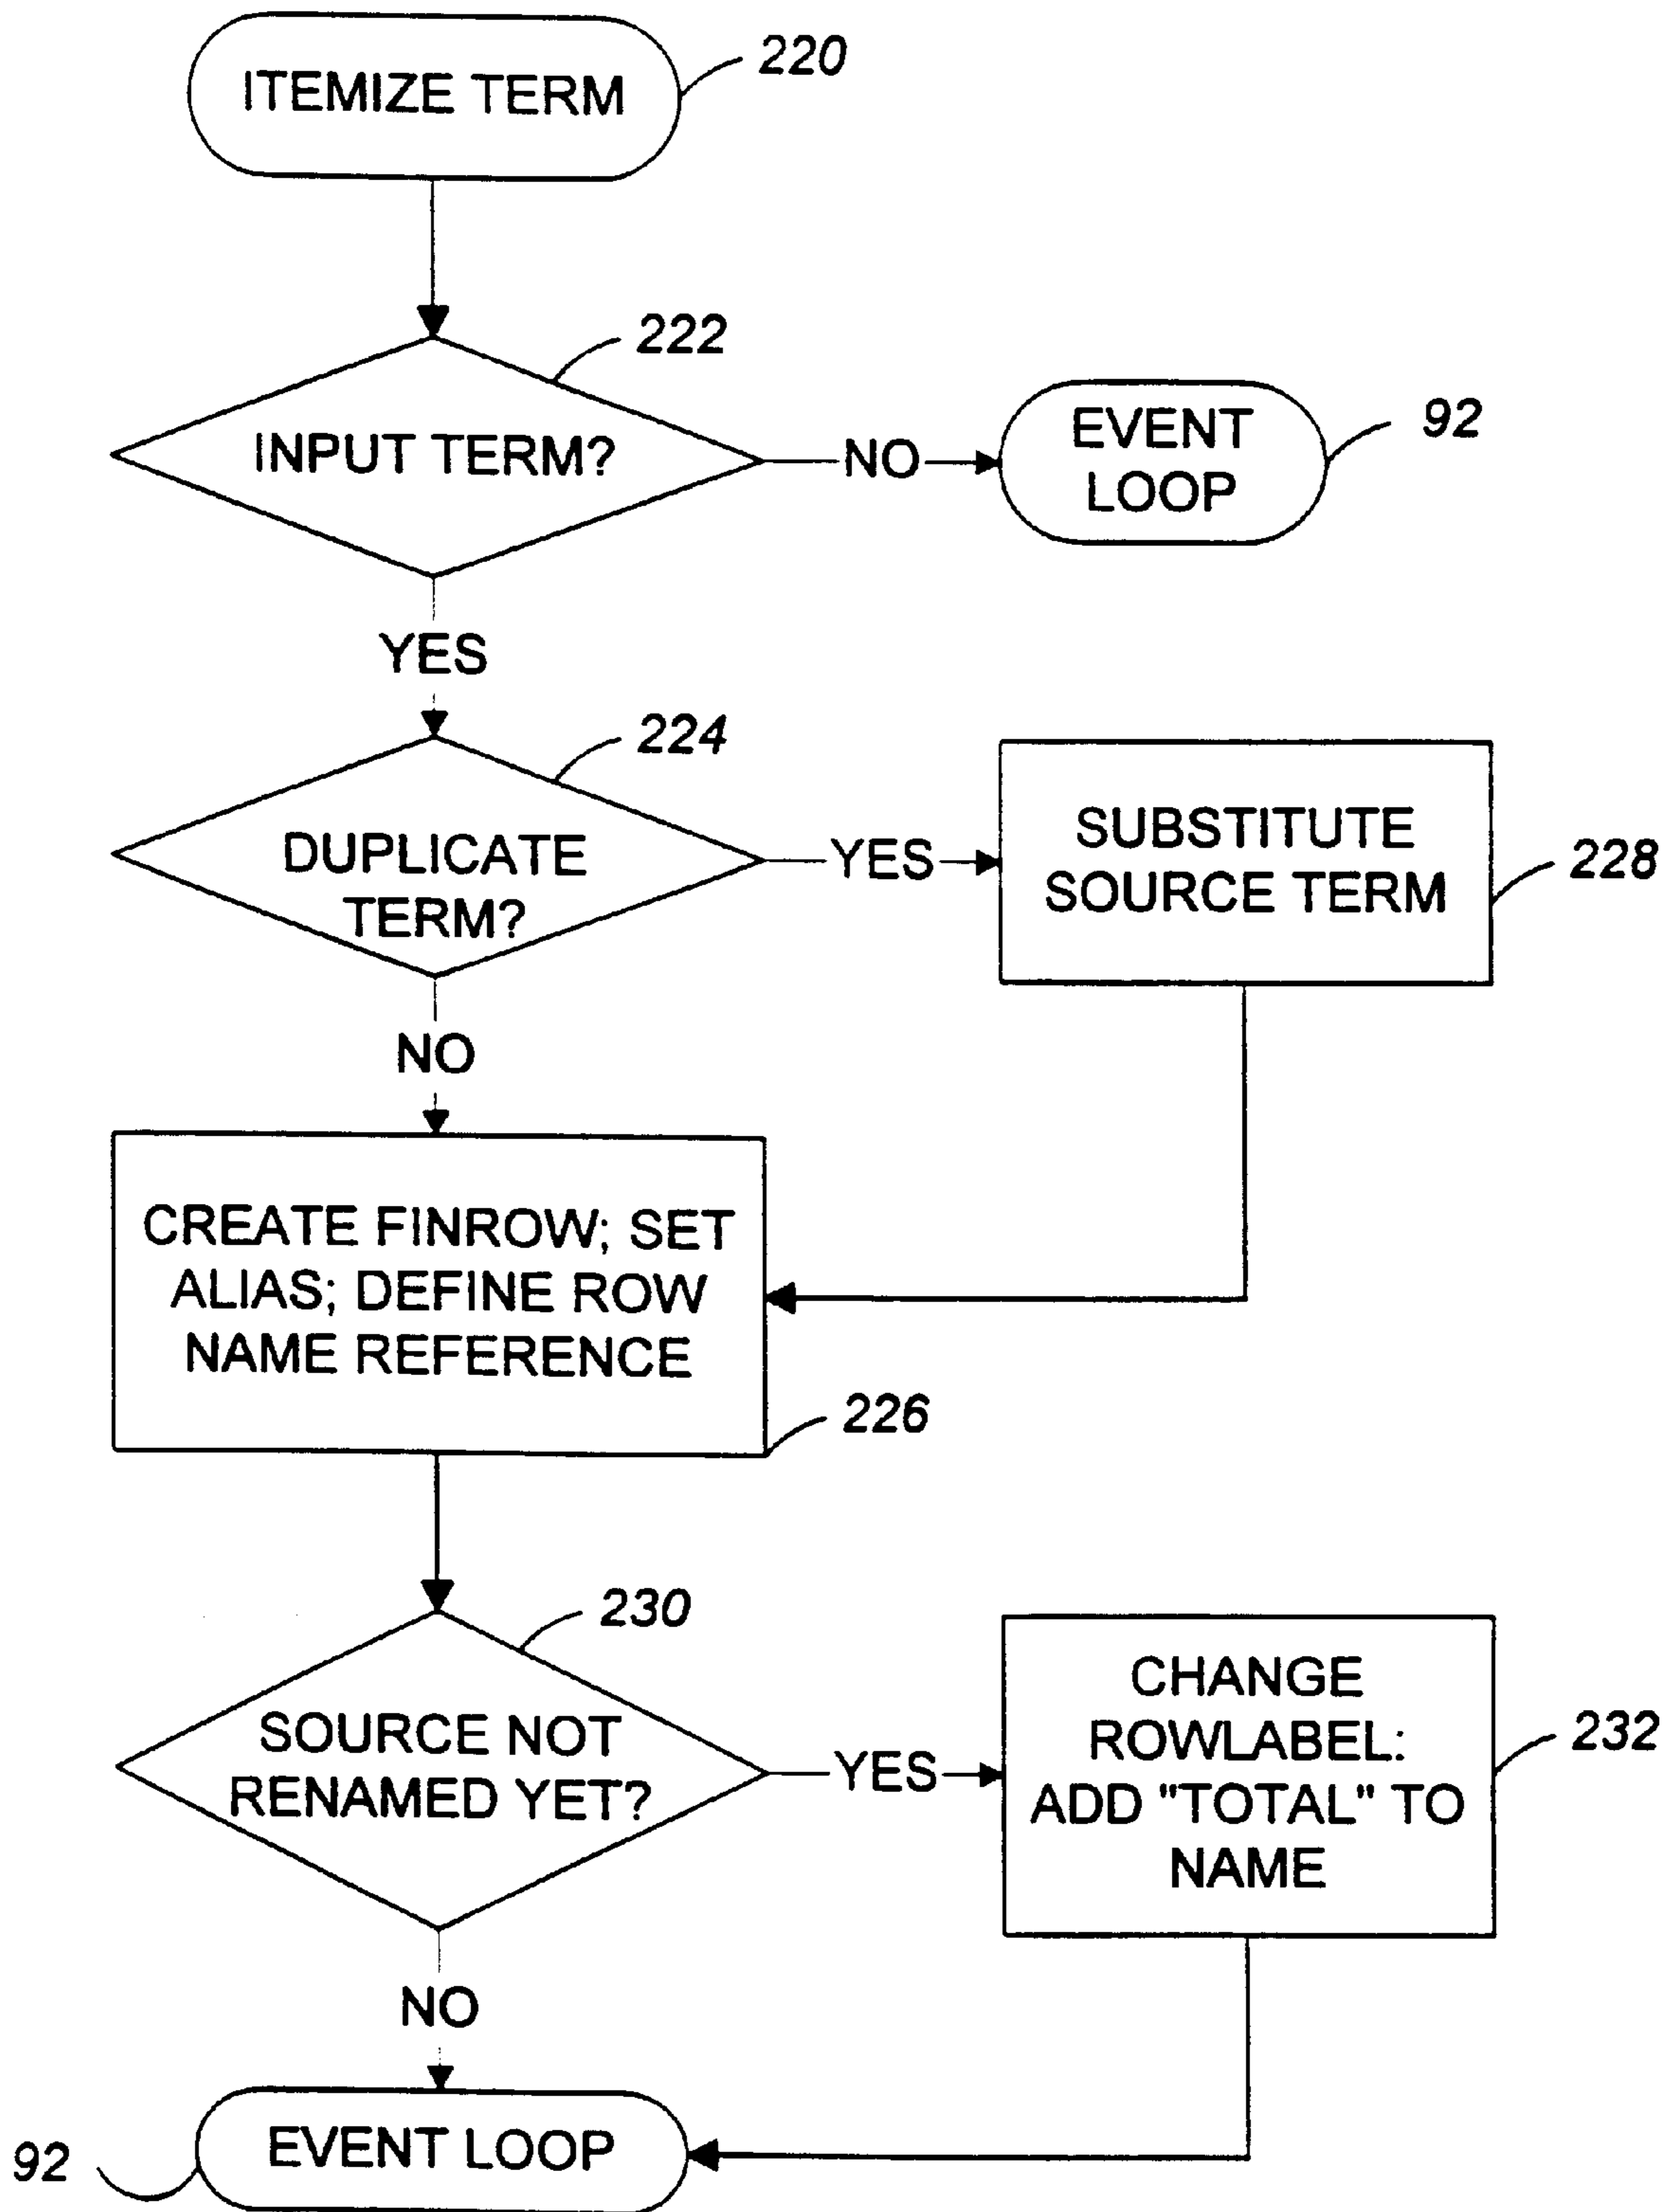 ITEMIZE TERM
220
222
INPUT TERM?
NO
EVENT
LOOP
92
YES
224
DUPLICATE
TERM?
YES
SUBSTITUTE
SOURCE TERM
228
NO
CREATE FINROW; SET
ALIAS; DEFINE ROW
NAME REFERENCE
226
230
SOURCE NOT
RENAMED YET?
YES
CHANGE
ROWLABEL:
ADD "TOTAL" TO
NAME
232
NO
EVENT LOOP
92